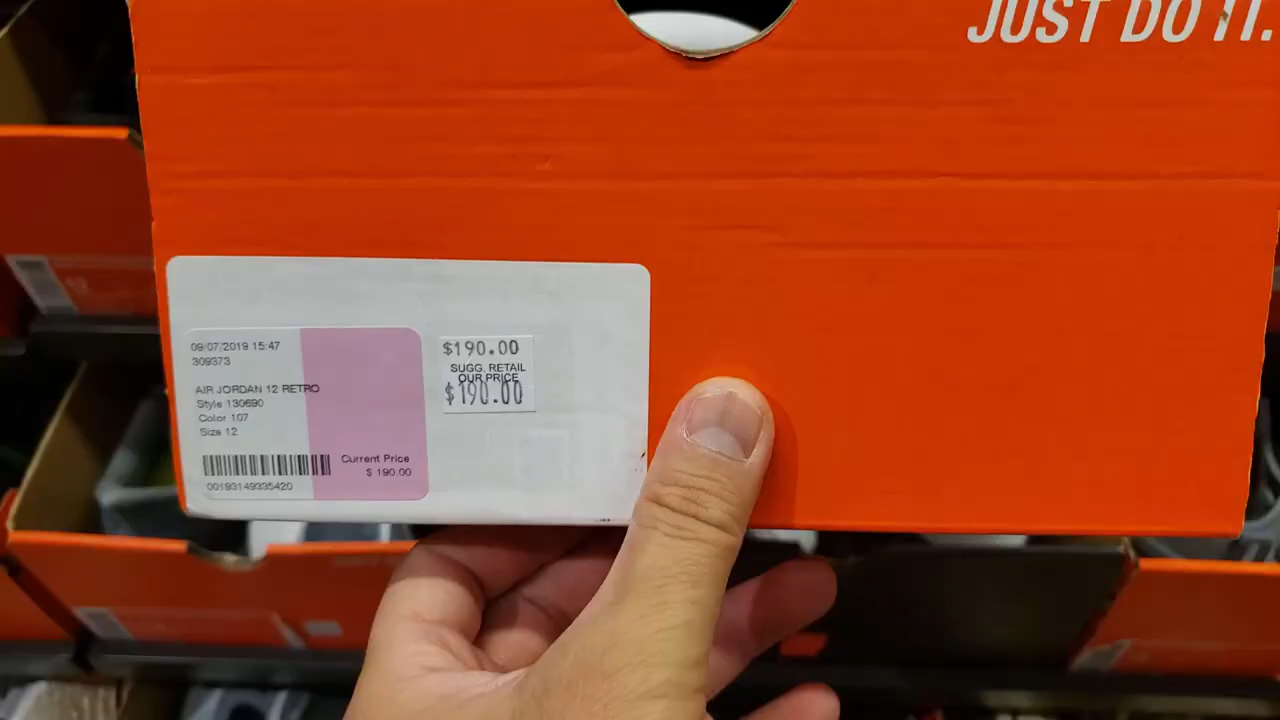 JUST DO IT.
09/07/2019 15:47
309373
AIR JORDAN 12 RETRO
Style 130690
Color 107
Size 12
Current Price
$ 190.00
00193149335420
$190.00
SUGG. RETAIL
OUR PRICE
$190.00
12